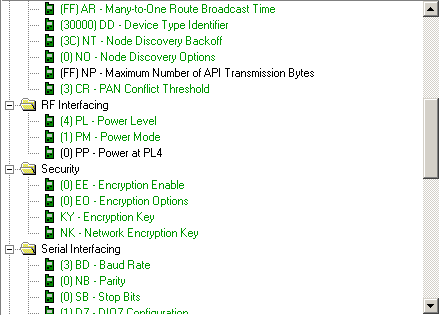 (FF) AR - Many-to-One Route Broadcast Time
(30000) DD - Device Type Identifier
(3C) NT - Node Discovery Backoff
(0) NO - Node Discovery Options
(FF) NP - Maximum Number of API Transmission Bytes
(3) CR - PAN Conflict Threshold
RF Interfacing
(4) PL - Power Level
(1) PM - Power Mode
(0) PP - Power at PL4
Security
(0) EE - Encryption Enable
(0) EO - Encryption Options
KY - Encryption Key
NK - Network Encryption Key
Serial Interfacing
(3) BD - Baud Rate
(0) NB - Parity
(0) SB - Stop Bits
(1) D7 - DIO7 Configuration